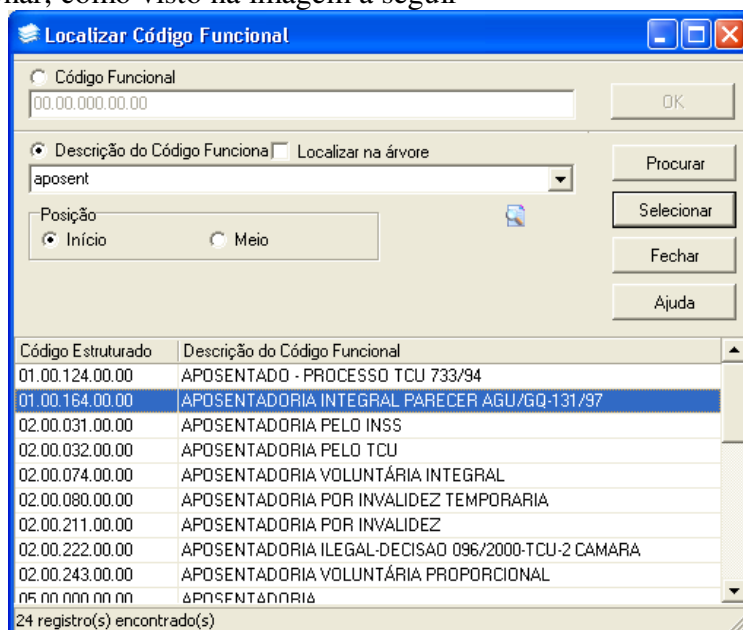 nar, como visto na imagem a seguir
Localizar Código Funcional
Código Funcional
00.00.000.00.00
OK
Descrição do Código Funciona Localizar na árvore
aposent
Procurar
Posição
Selecionar
Início Meio
Fechar
Ajuda
Código Estruturado Descrição do Código Funcional
01.00.124.00.00 APOSENTADO - PROCESSO TCU 733/94
01.00.164.00.00 APOSENTADORIA INTEGRAL PARECER AGU/GQ-131/97
02.00.031.00.00 APOSENTADORIA PELO INSS
02.00.032.00.00 APOSENTADORIA PELO TCU
02.00.074.00.00 APOSENTADORIA VOLUNTÁRIA INTEGRAL
02.00.080.00.00 APOSENTADORIA POR INVALIDEZ TEMPORARIA
02.00.211.00.00 APOSENTADORIA POR INVALIDEZ
02.00.222.00.00 APOSENTADORIA ILEGAL-DECISAO 096/2000-TCU-2 CAMARA
02.00.243.00.00 APOSENTADORIA VOLUNTÁRIA PROPORCIONAL
05.00.000.00.00 APOSENTADORIA
24 registro(s) encontrado(s)